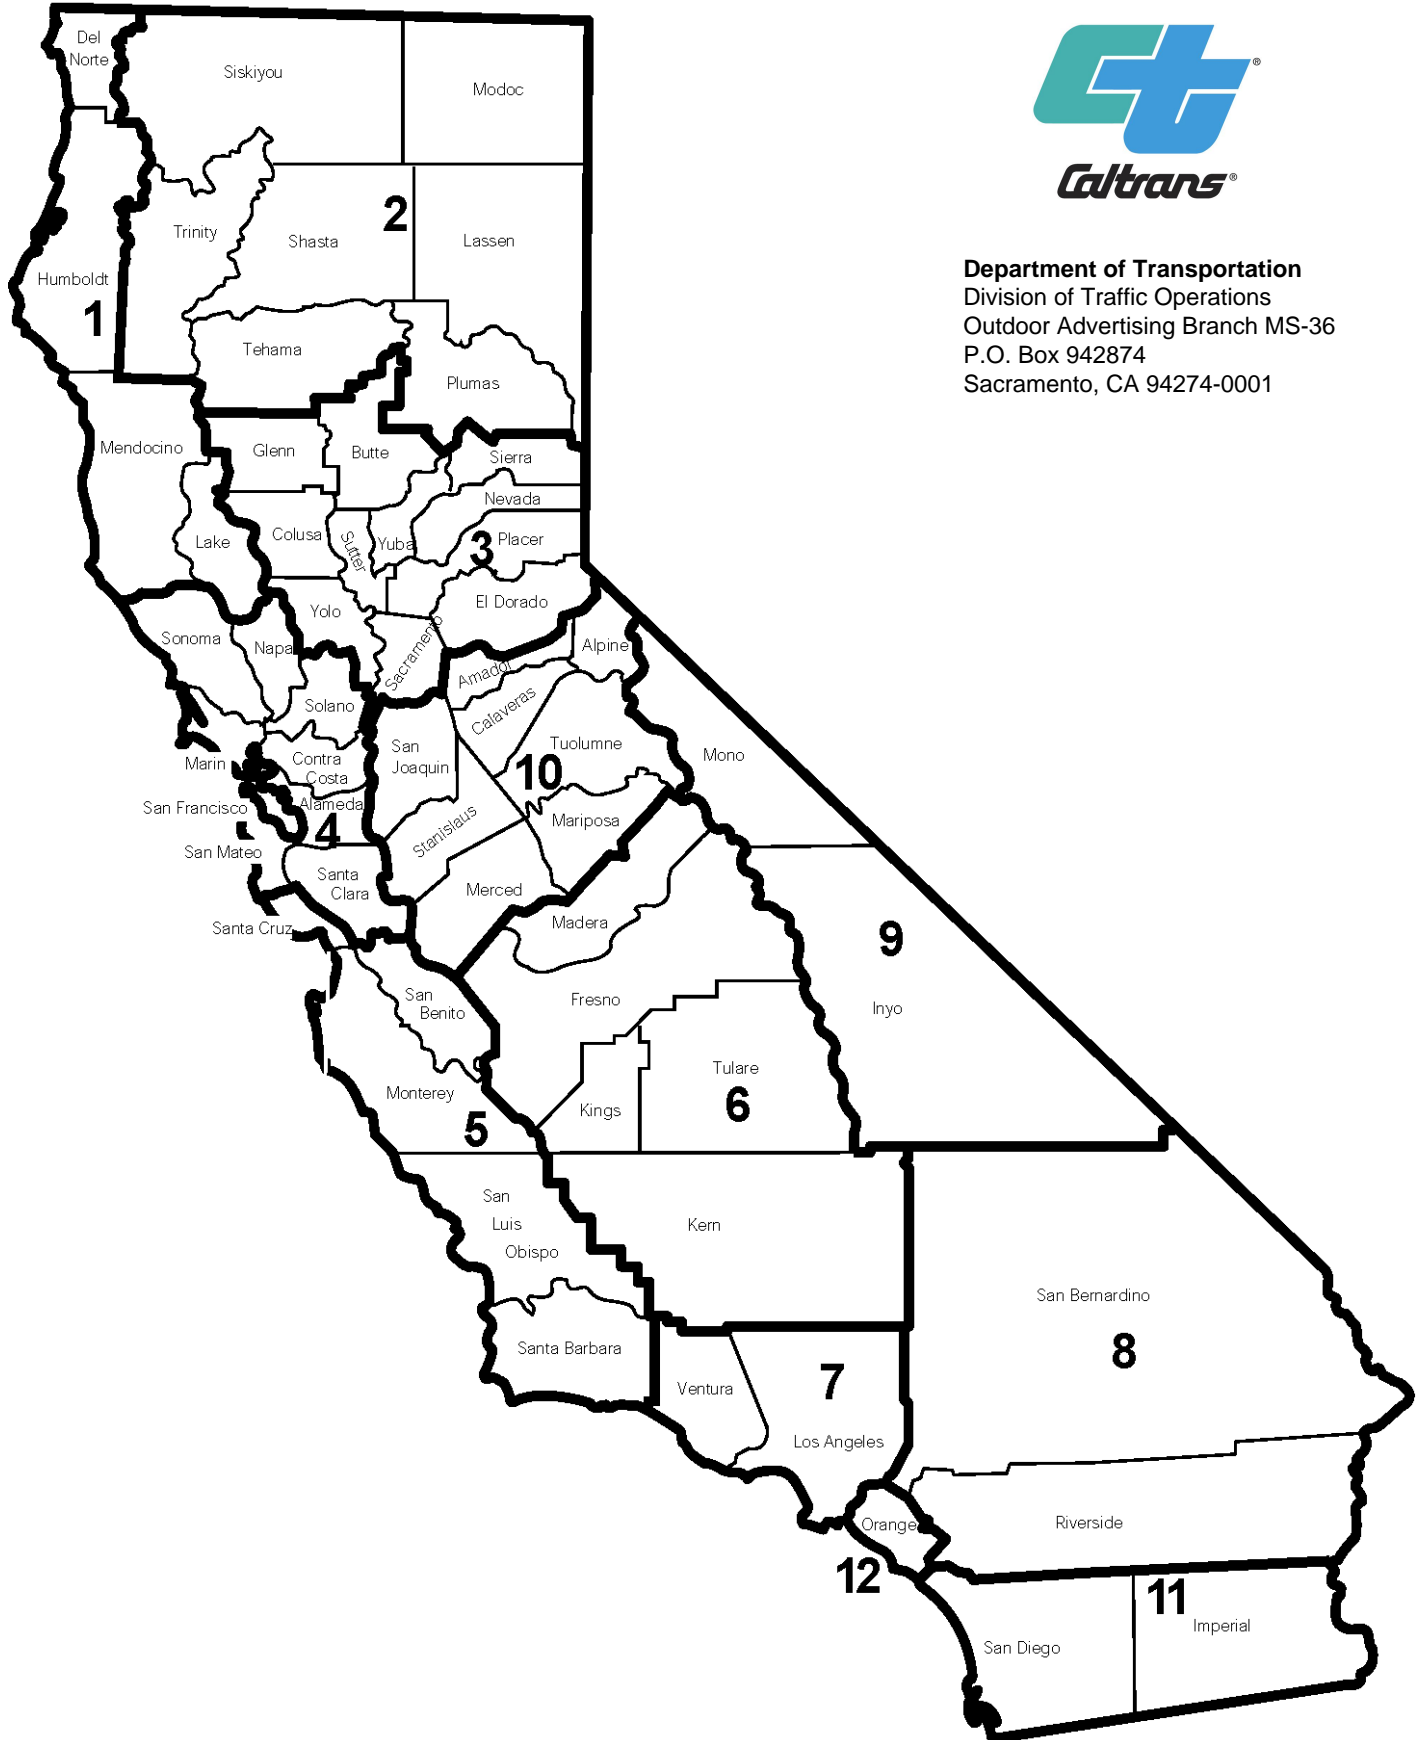 Del
Norte
Siskiyou
Modoc
Caltrans®
®
Trinity
Shasta
2
Lassen
Humboldt
1
Department of Transportation
Division of Traffic Operations
Outdoor Advertising Branch MS-36
P.O. Box 942874
Sacramento, CA 94274-0001
Tehama
Plumas
Mendocino
Glenn
Butte
Sierra
Nevada
Lake
Colusa
Sutter
Yuba
3
Placer
Yolo
El Dorado
Sonoma
Napa
Sacramento
Alpine
Amador
Solano
Calaveras
Marin
Contra
Costa
San
Joaquin
Tuolumne
10
Mono
San Francisco
Alameda
4
Stanislaus
Mariposa
San Mateo
Santa
Clara
Merced
Santa Cruz
Madera
9
San
Benito
Fresno
Inyo
Monterey
5
Kings
Tulare
6
San
Luis
Obispo
Kern
San Bernardino
8
Santa Barbara
Ventura
7
Los Angeles
Orange
12
Riverside
11
San Diego
Imperial